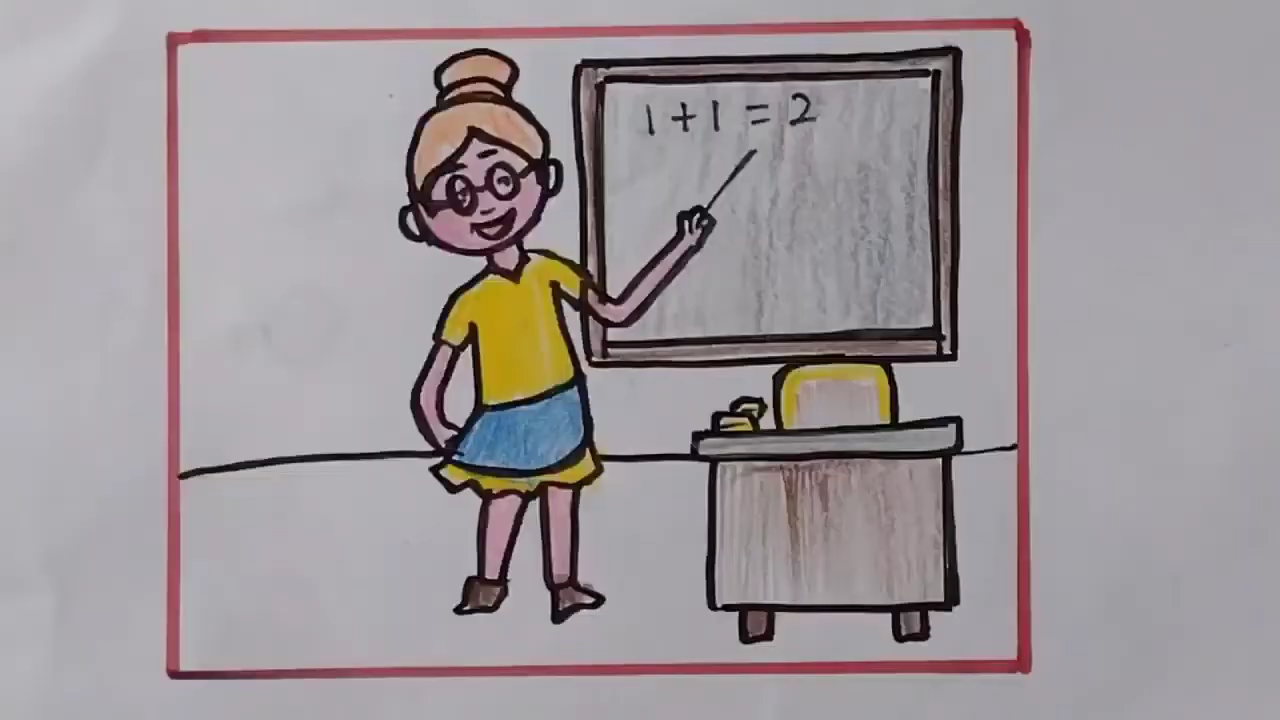 1 + 1 = 2